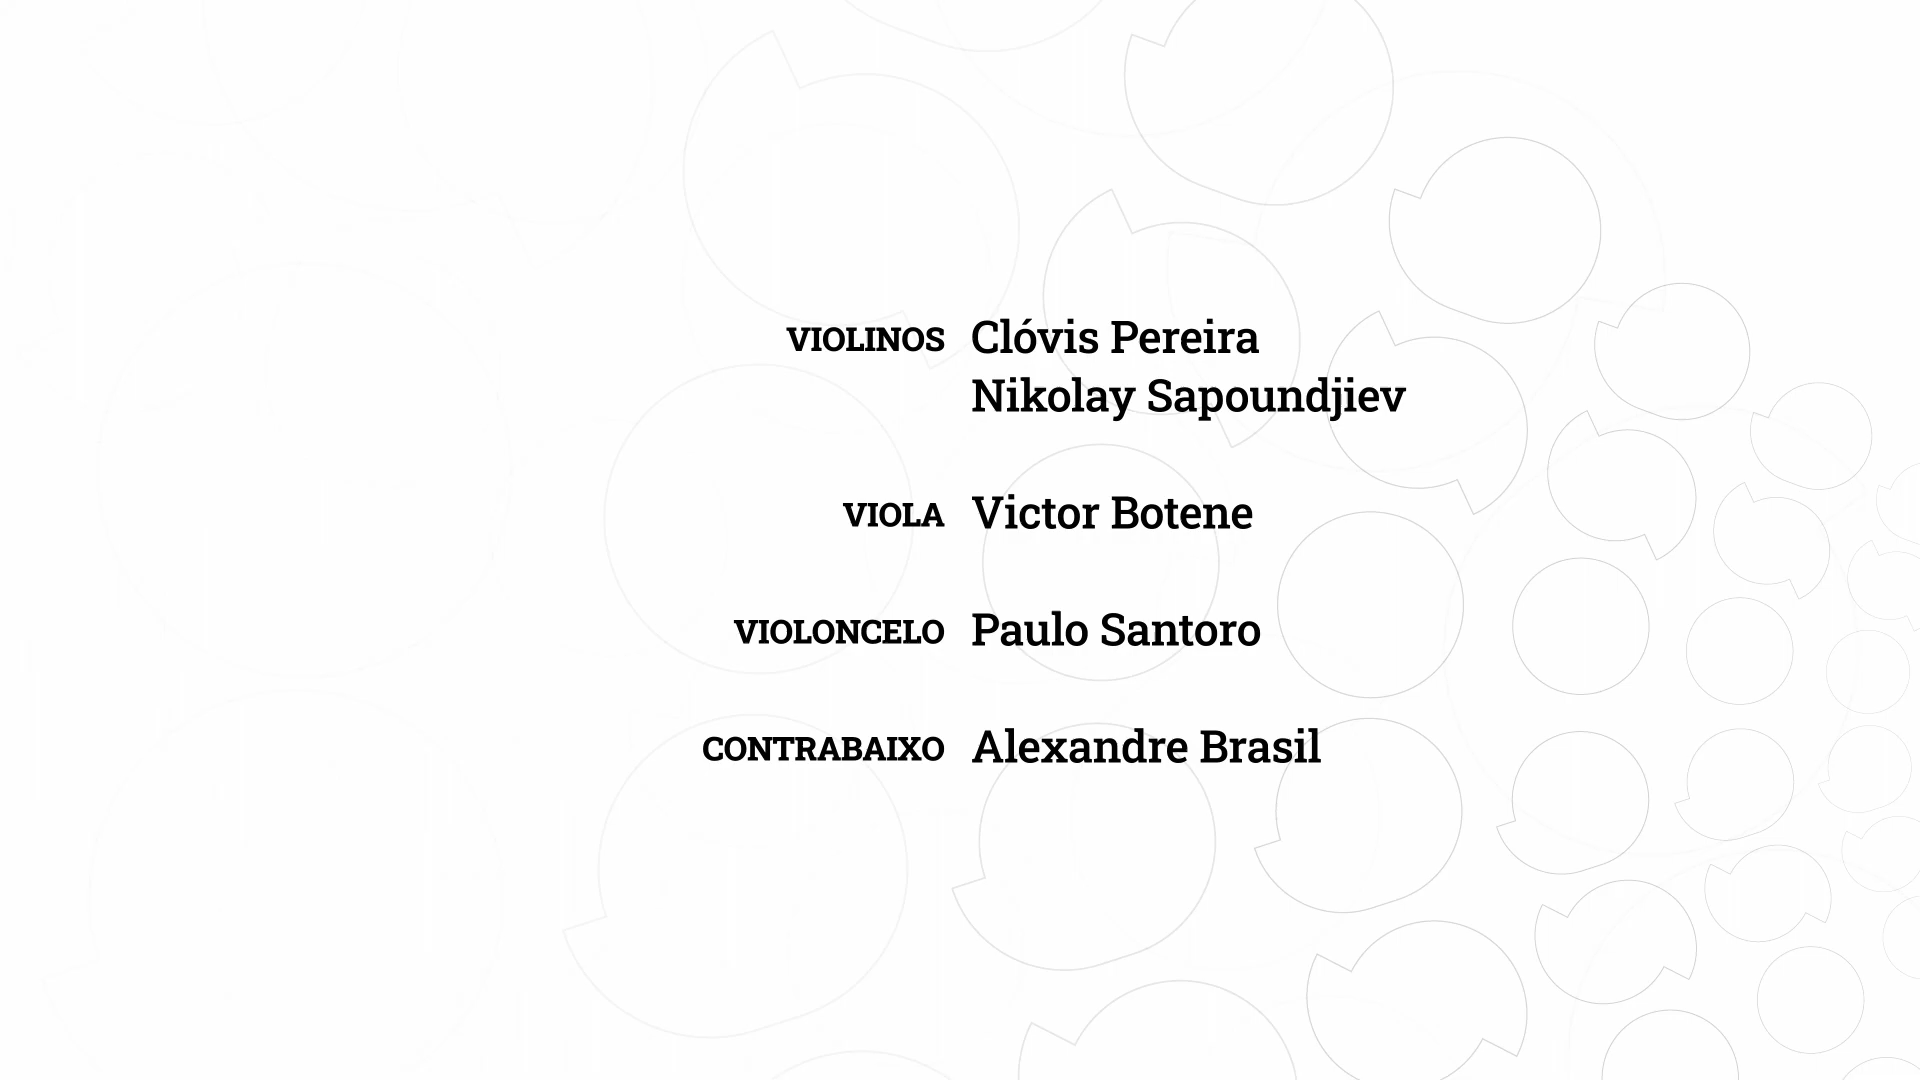 VIOLINOS Clóvis Pereira
Nikolay Sapoundjiev
VIOLA Victor Botene
VIOLONCELO Paulo Santoro
CONTRABAIXO Alexandre Brasil